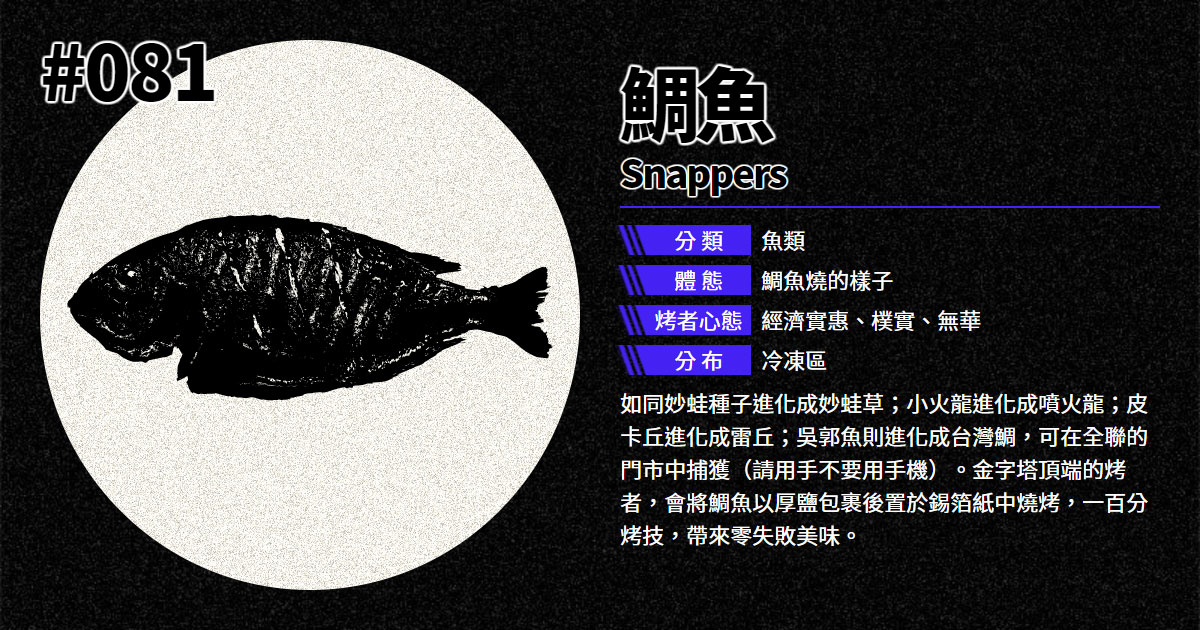 #081
鯛魚
Snappers
分類 魚類
體態 鯛魚燒的樣子
烤者心態 經濟實惠、樸實、無華
分布 冷凍區
如同妙蛙種子進化成妙蛙草；小火龍進化成噴火龍；皮
卡丘進化成雷丘；吳郭魚則進化成台灣鯛，可在全聯的
門市中捕獲（請用手不要用手機）。金字塔頂端的烤
者，會將鯛魚以厚鹽包裹後置於錫箔紙中燒烤，一百分
烤技，帶來零失敗美味。